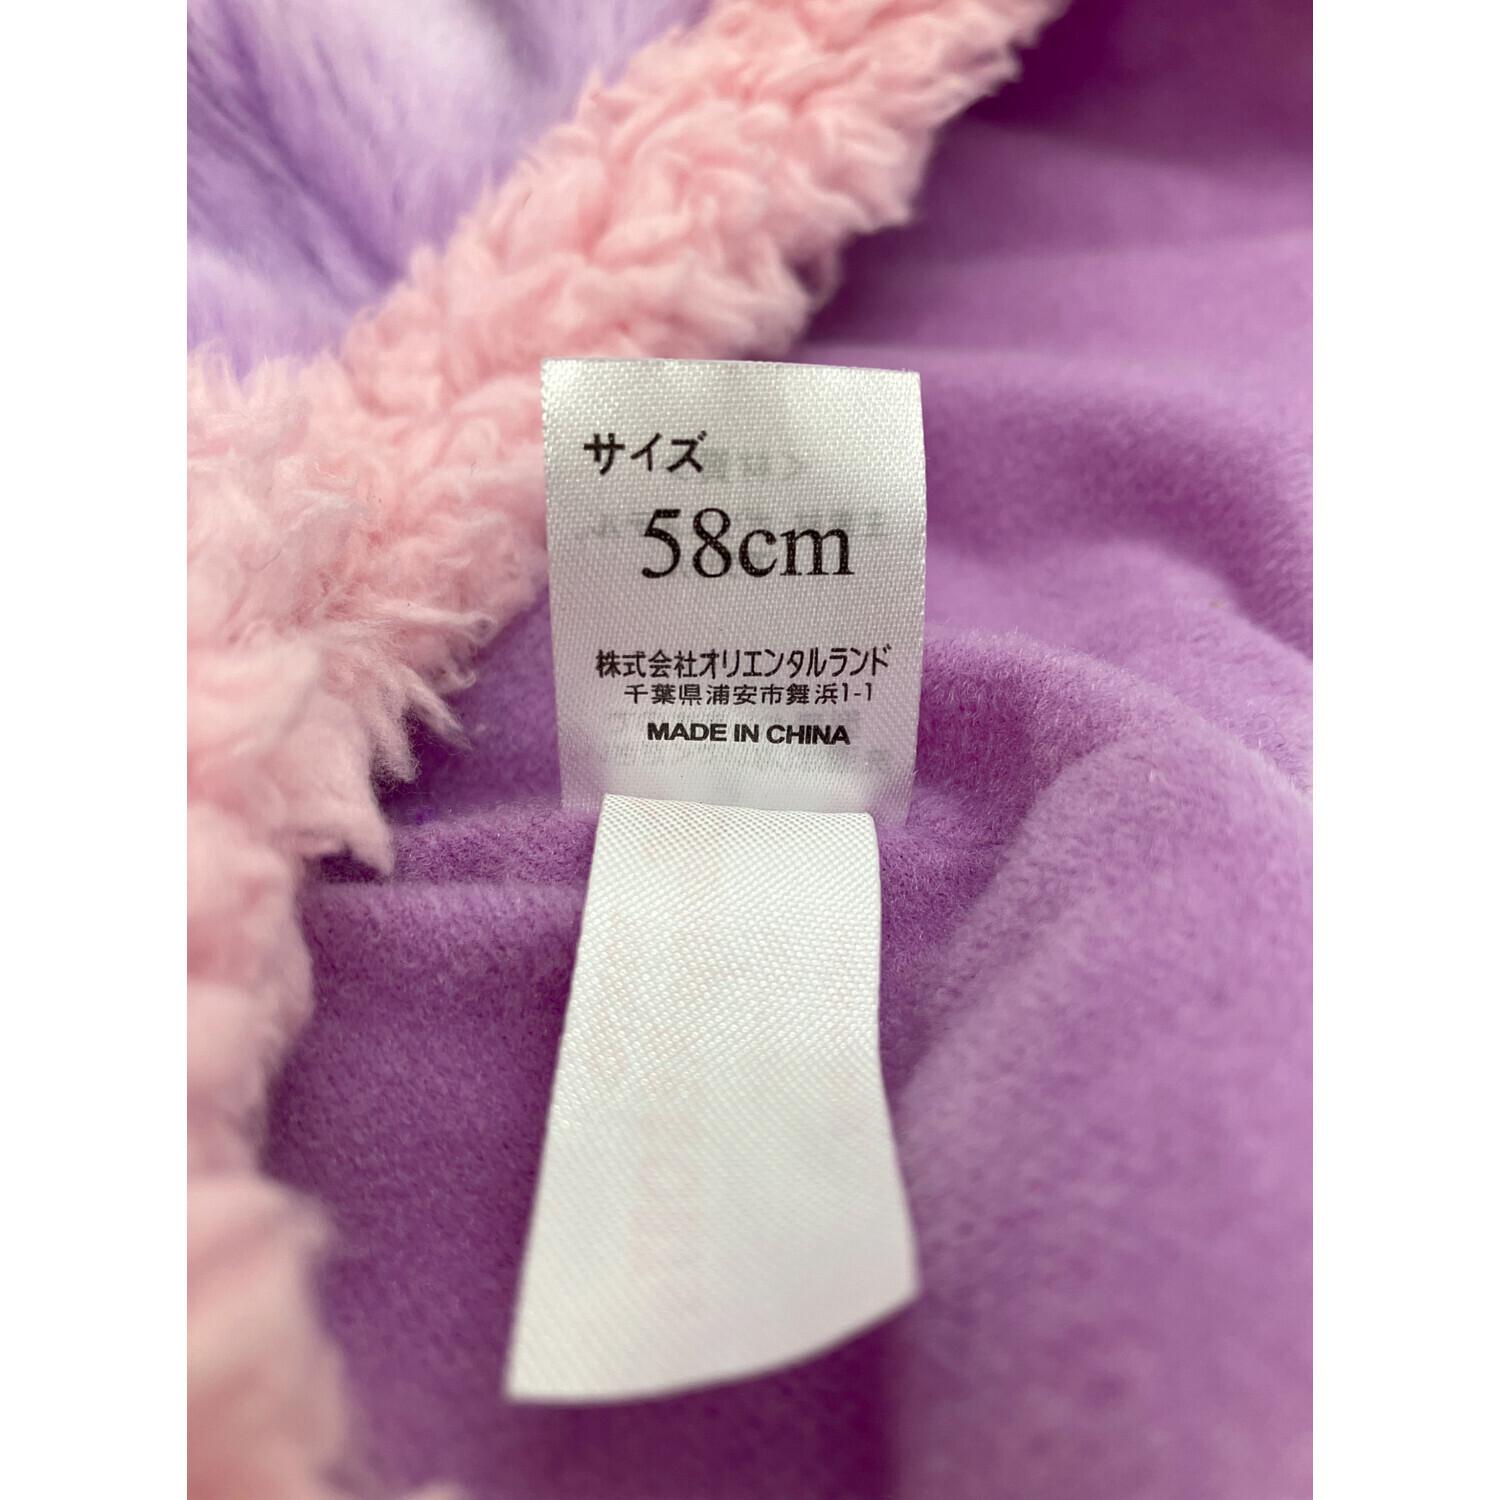 サイズ
58cm
株式会社オリエンタルランド
千葉県浦安市舞浜1-1
MADE IN CHINA